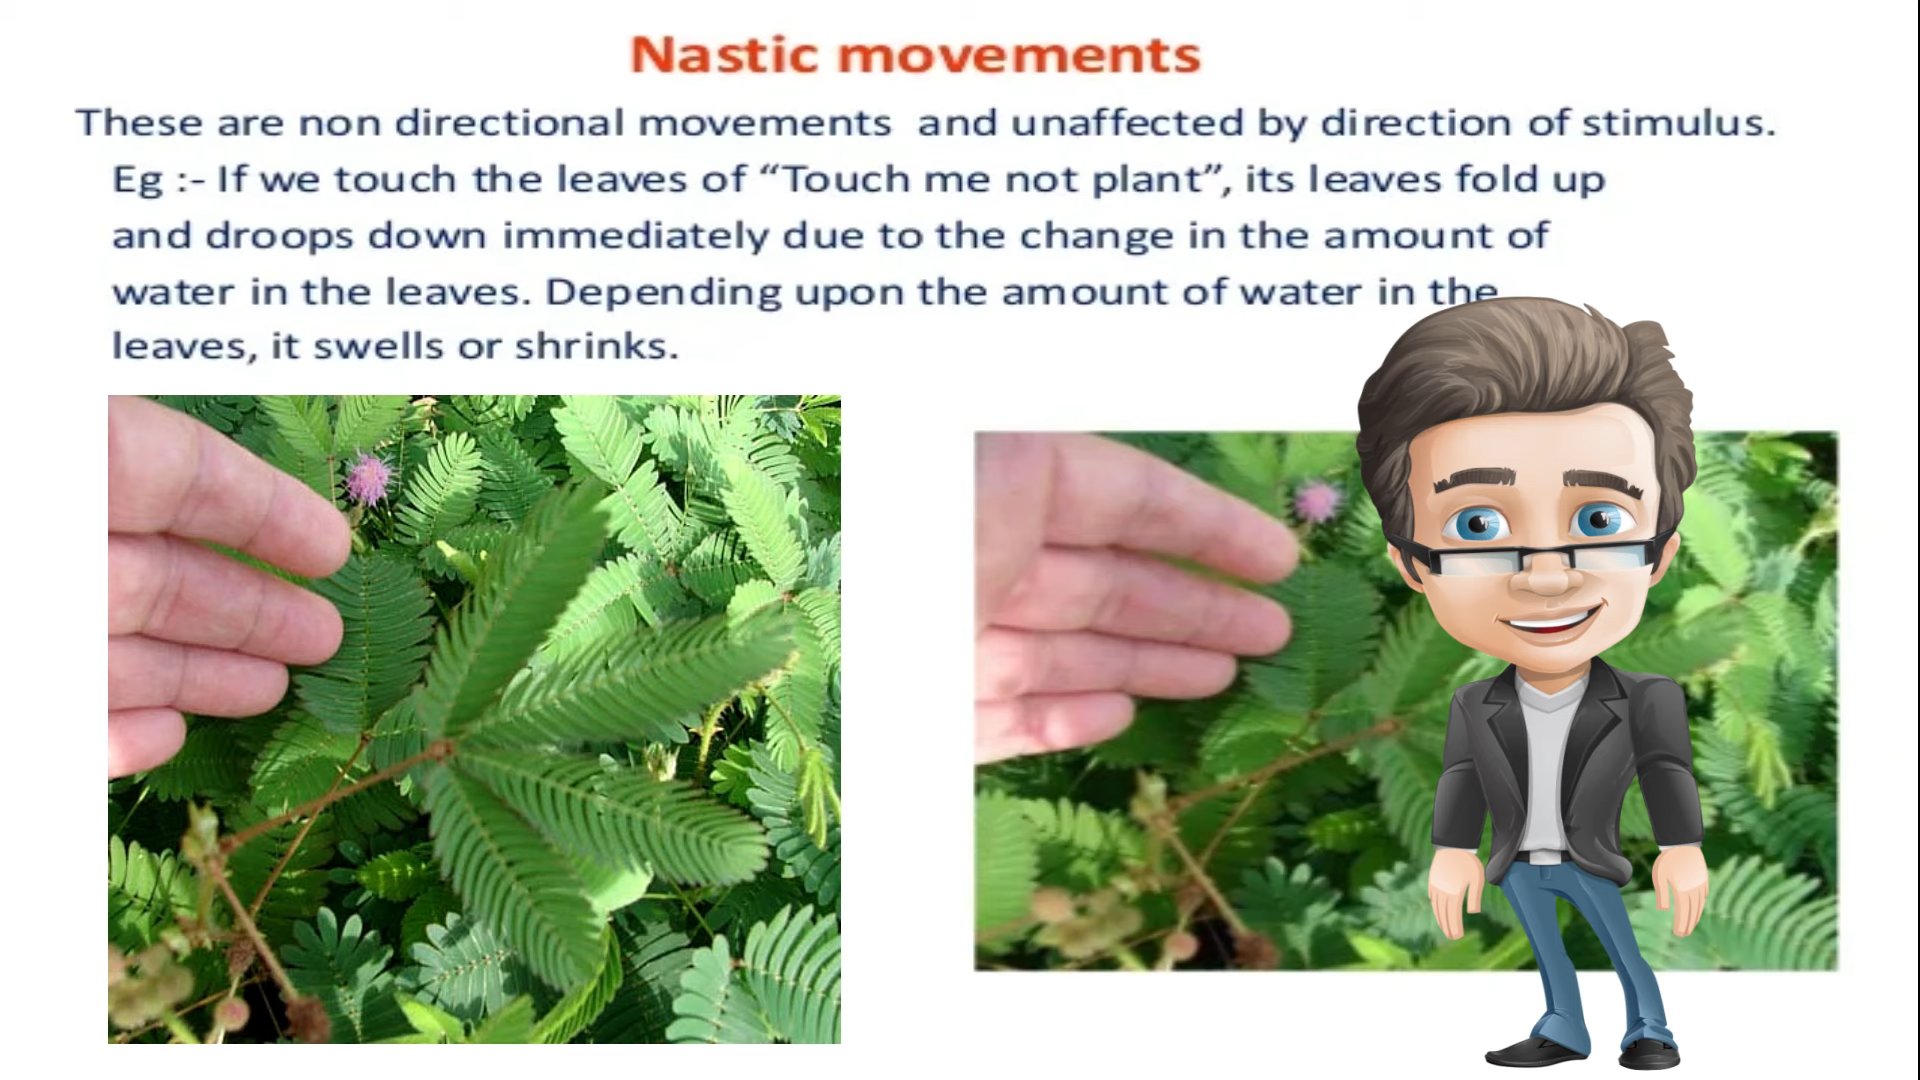 Nastic movements
These are non directional movements and unaffected by direction of stimulus.
Eg :- If we touch the leaves of “Touch me not plant”, its leaves fold up
and droops down immediately due to the change in the amount of
water in the leaves. Depending upon the amount of water in the
leaves, it swells or shrinks.